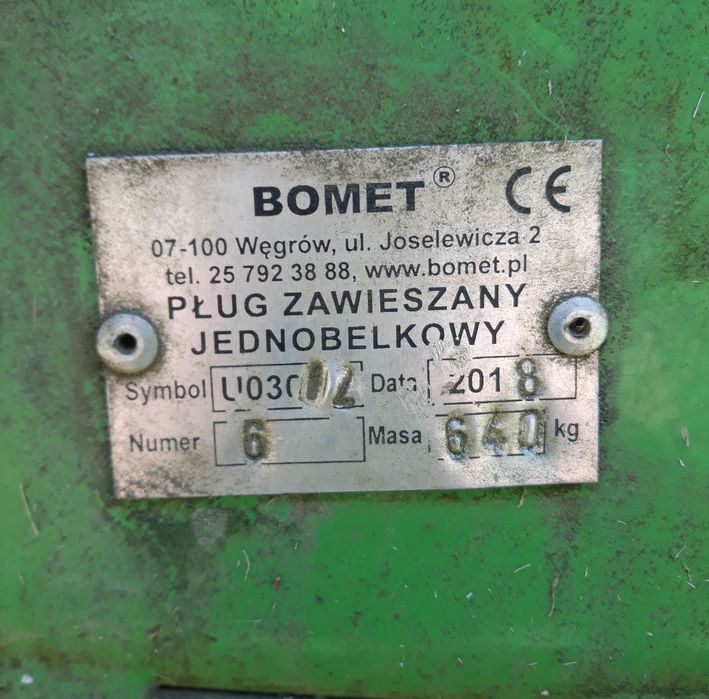 BOMET ® CE
07-100 Węgrów, ul. Joselewicza 2
tel. 25 792 38 88, www.bomet.pl
PŁUG ZAWIESZANY
JEDNOBELKOWY
Symbol Data 2018
Numer 6 Masa 640 kg